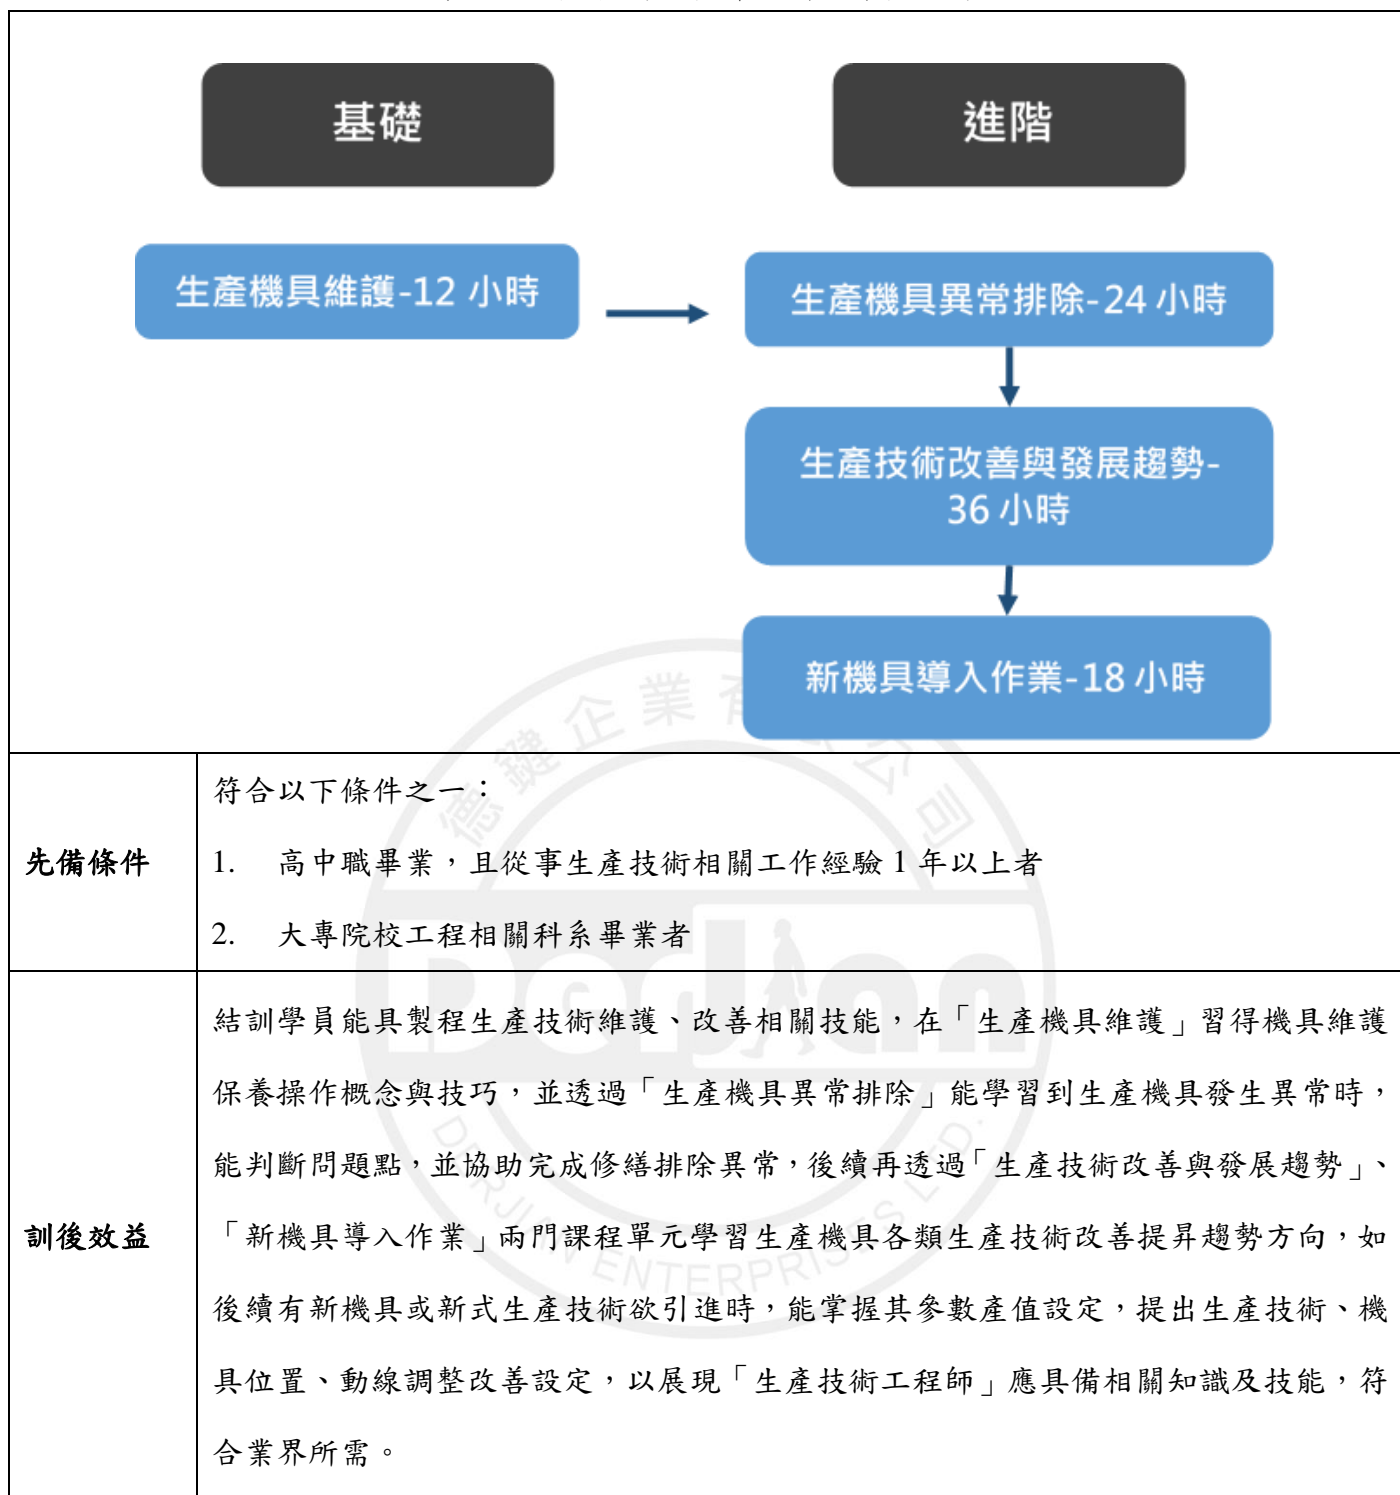 基礎
進階
生產機具維護-12 小時
生產機具異常排除-24 小時
生產技術改善與發展趨勢-
36 小時
新機具導入作業-18 小時
先備條件
符合以下條件之一：
1. 高中職畢業，且從事生產技術相關工作經驗 1 年以上者
2. 大專院校工程相關科系畢業者
訓後效益
結訓學員能具製程生產技術維護、改善相關技能，在「生產機具維護」習得機具維護
保養操作概念與技巧，並透過「生產機具異常排除」能學習到生產機具發生異常時，
能判斷問題點，並協助完成修繕排除異常，後續再透過「生產技術改善與發展趨勢」、
「新機具導入作業」兩門課程單元學習生產機具各類生產技術改善提昇趨勢方向，如
後續有新機具或新式生產技術欲引進時，能掌握其參數產值設定，提出生產技術、機
具位置、動線調整改善設定，以展現「生產技術工程師」應具備相關知識及技能，符
合業界所需。
德鍵企業有
公司
DerJian
DERJIAN ENTERPRISES LTD.